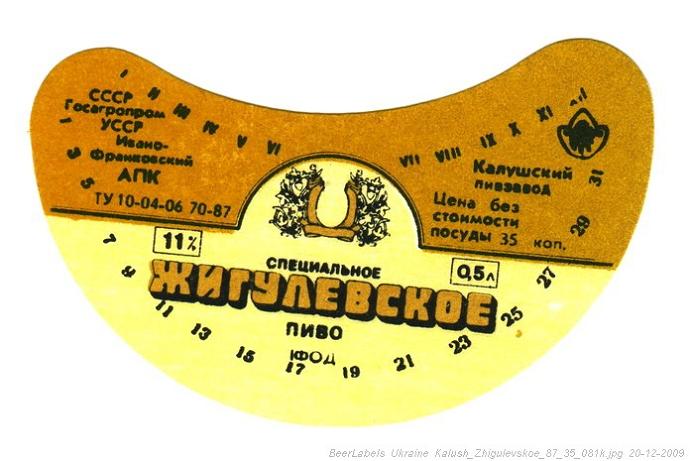 I II III IV V VI VII VIII IX X XI XII
СССР
Госагропром
УССР
Ивано-
Франковский
АПК
ТУ 10-04-06 70-87
Калушский
пивзавод
Цена без
стоимости
посуды 35 коп.
11%
СПЕЦИАЛЬНОЕ
0,5л
ЖИГУЛЕВСКОЕ
ПИВО
КФОД
1 3 5 7 9 11 13 15 17 19 21 23 25 27 29 31
BeerLabels Ukraine Kalush_Zhigulevskoe_87_35_081k.jpg 20-12-2009